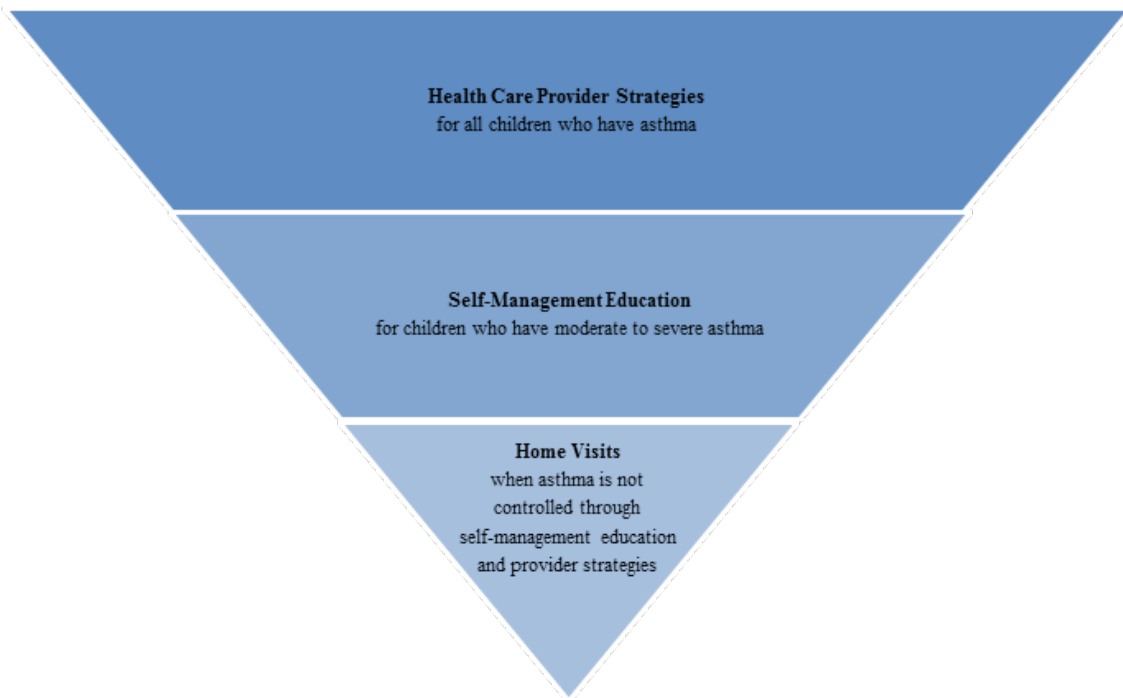 Health Care Provider Strategies
for all children who have asthma
Self-Management Education
for children who have moderate to severe asthma
Home Visits
when asthma is not
controlled through
self-management education
and provider strategies